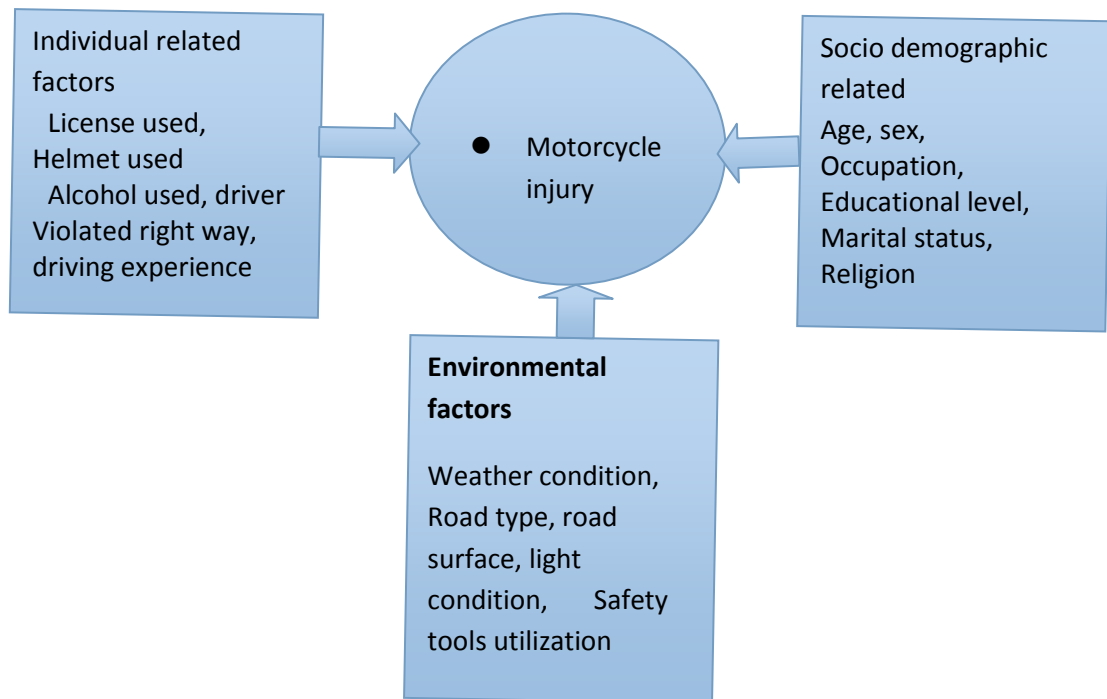 Individual related
factors
License used,
Helmet used
Alcohol used, driver
Violated right way,
driving experience
● Motorcycle
injury
Socio demographic
related
Age, sex,
Occupation,
Educational level,
Marital status,
Religion
Environmental
factors
Weather condition,
Road type, road
surface, light
condition, Safety
tools utilization